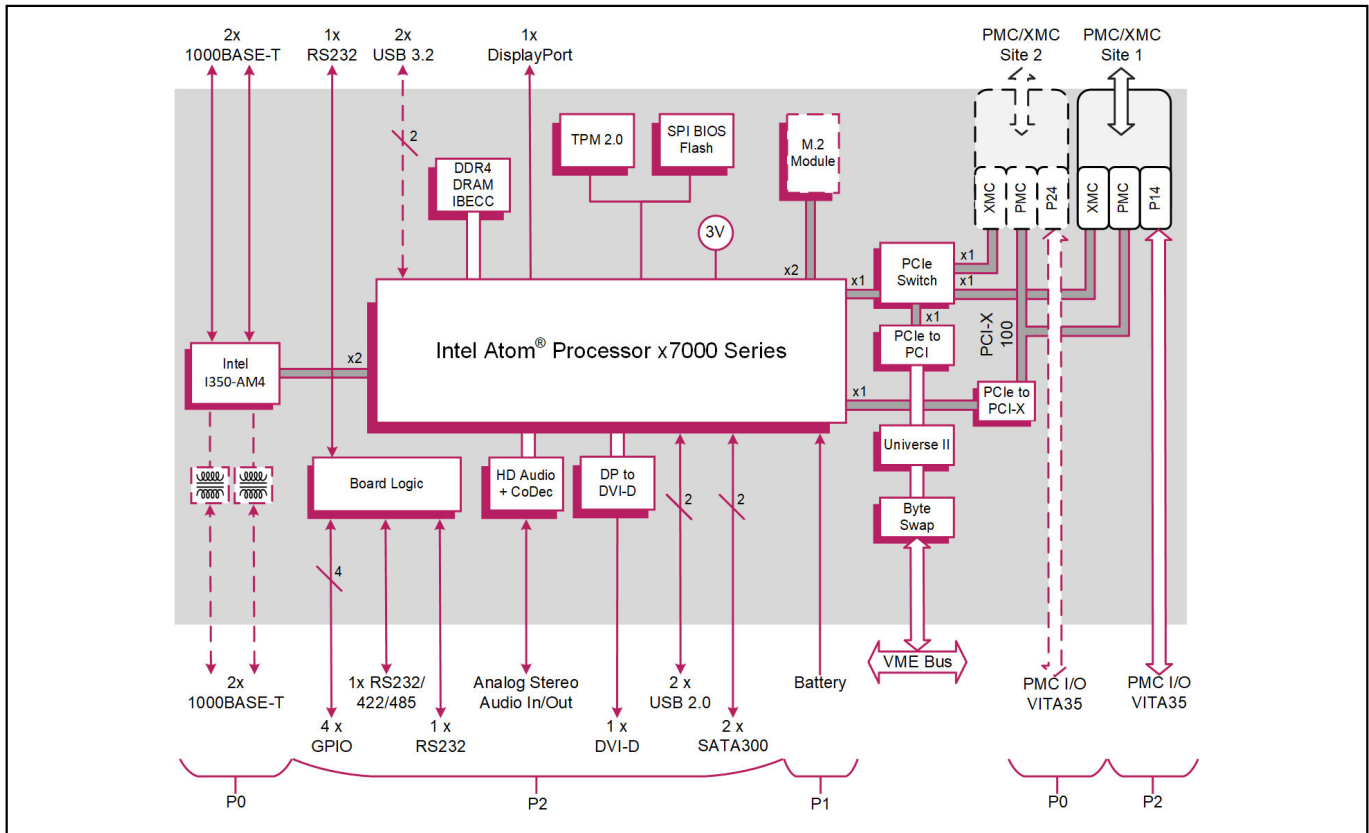 2x
1000BASE-T
1x
RS232
2x
USB 3.2
1x
DisplayPort
PMC/XMC
Site 2
PMC/XMC
Site 1
2
TPM 2.0
SPI BIOS
Flash
M.2
Module
DDR4
DRAM
IBECC
XMC
PMC
P24
XMC
PMC
P14
3V
x2
x1
PCIe
Switch
x1
x1
x1
PCI-X
100
Intel Atom® Processor x7000 Series
PCIe to
PCI
Intel
I350-AM4
x2
x1
PCIe to
PCI-X
Universe II
Board Logic
HD Audio
+ CoDec
DP to
DVI-D
2
2
Byte
Swap
4
VME Bus
2x
1000BASE-T
1x RS232/
422/485
Analog Stereo
Audio In/Out
2 x
USB 2.0
Battery
PMC I/O
VITA35
PMC I/O
VITA35
4 x
GPIO
1 x
RS232
1 x
DVI-D
2 x
SATA300
P0
P2
P1
P0
P2